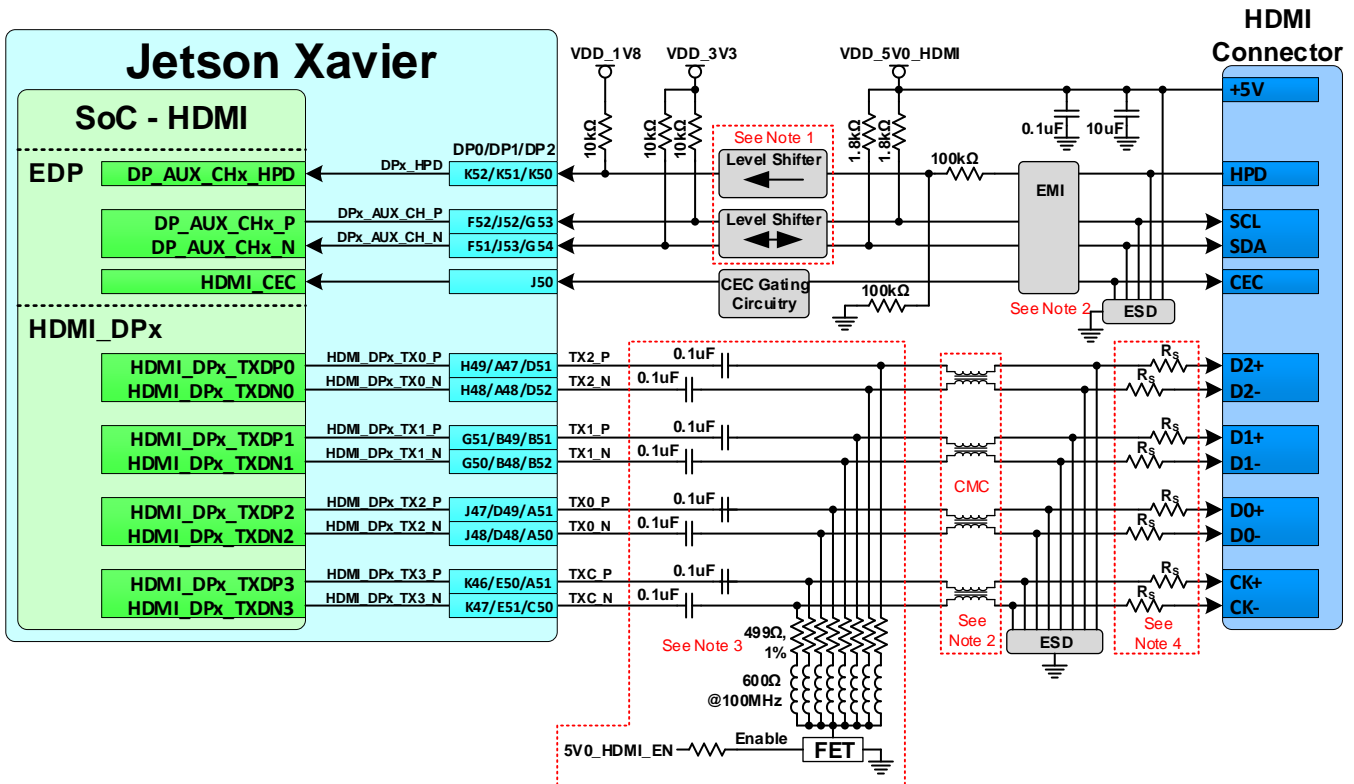 HDMI
Connector
Jetson Xavier
VDD_1V8
VDD_3V3
VDD_5V0_HDMI
+5V
SoC - HDMI
10kΩ
10kΩ
10kΩ
See Note 1
1.8kΩ
1.8kΩ
0.1uF
10uF
DP0/DP1/DP2
EDP
DP_AUX_CHx_HPD
DPx_HPD
K52/K51/K50
Level Shifter
100kΩ
EMI
HPD
DP_AUX_CHx_P
DPx_AUX_CH_P
F52/J52/G53
Level Shifter
SCL
DP_AUX_CHx_N
DPx_AUX_CH_N
F51/J53/G54
SDA
HDMI_CEC
J50
CEC Gating
Circuitry
100kΩ
See Note 2
ESD
CEC
HDMI_DPx
HDMI_DPx_TXDP0
HDMI_DPx_TX0_P
H49/A47/D51
TX2_P
0.1uF
RS
D2+
HDMI_DPx_TXDN0
HDMI_DPx_TX0_N
H48/A48/D52
TX2_N
0.1uF
RS
D2-
HDMI_DPx_TXDP1
HDMI_DPx_TX1_P
G51/B49/B51
TX1_P
0.1uF
RS
D1+
HDMI_DPx_TXDN1
HDMI_DPx_TX1_N
G50/B48/B52
TX1_N
0.1uF
RS
D1-
CMC
HDMI_DPx_TXDP2
HDMI_DPx_TX2_P
J47/D49/A51
TX0_P
0.1uF
RS
D0+
HDMI_DPx_TXDN2
HDMI_DPx_TX2_N
J48/D48/A50
TX0_N
0.1uF
RS
D0-
HDMI_DPx_TXDP3
HDMI_DPx_TX3_P
K46/E50/A51
TXC_P
0.1uF
RS
CK+
HDMI_DPx_TXDN3
HDMI_DPx_TX3_N
K47/E51/C50
TXC_N
0.1uF
RS
CK-
See Note 3
499Ω,
1%
See
Note 2
ESD
See
Note 4
600Ω
@100MHz
5V0_HDMI_EN
Enable
FET